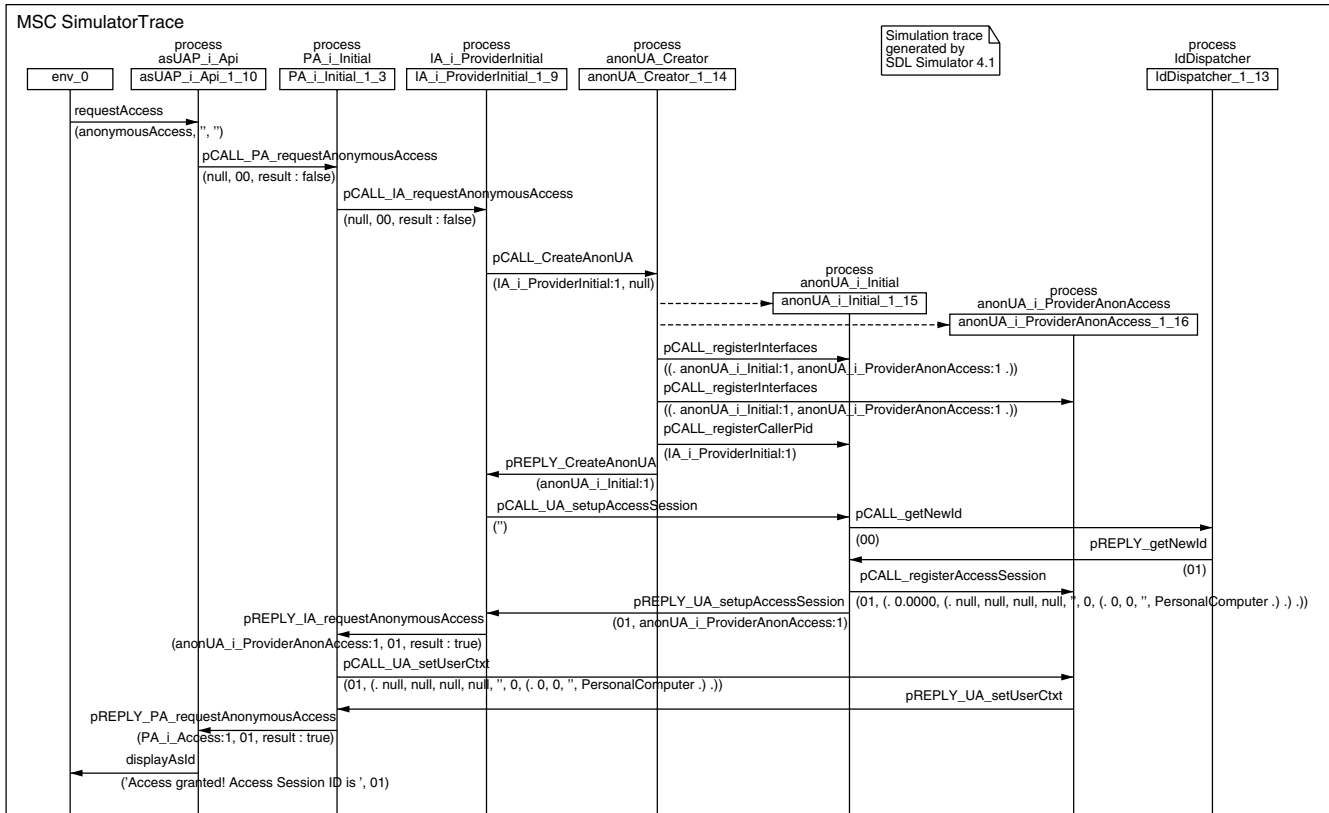 MSC SimulatorTrace
Simulation trace
generated by
SDL Simulator 4.1
process
asUAP_i_Api
process
PA_i_Initial
process
IA_i_ProviderInitial
process
anonUA_Creator
process
IdDispatcher
env_0
asUAP_i_Api_1_10
PA_i_Initial_1_3
IA_i_ProviderInitial_1_9
anonUA_Creator_1_14
IdDispatcher_1_13
requestAccess
(anonymousAccess, '', '')
pCALL_PA_requestAnonymousAccess
(null, 00, result : false)
pCALL_IA_requestAnonymousAccess
(null, 00, result : false)
pCALL_CreateAnonUA
(IA_i_ProviderInitial:1, null)
process
anonUA_i_Initial
anonUA_i_Initial_1_15
process
anonUA_i_ProviderAnonAccess
anonUA_i_ProviderAnonAccess_1_16
pCALL_registerInterfaces
((. anonUA_i_Initial:1, anonUA_i_ProviderAnonAccess:1 .))
pCALL_registerInterfaces
((. anonUA_i_Initial:1, anonUA_i_ProviderAnonAccess:1 .))
pCALL_registerCallerPid
(IA_i_ProviderInitial:1)
pREPLY_CreateAnonUA
(anonUA_i_Initial:1)
pCALL_UA_setupAccessSession
('')
pCALL_getNewId
(00)
pREPLY_getNewId
(01)
pCALL_registerAccessSession
(01, (. 0.0000, (. null, null, null, null, '', 0, (. 0, 0, '', PersonalComputer .) .) .))
pREPLY_UA_setupAccessSession
(01, anonUA_i_ProviderAnonAccess:1)
pREPLY_IA_requestAnonymousAccess
(anonUA_i_ProviderAnonAccess:1, 01, result : true)
pCALL_UA_setUserCtxt
(01, (. null, null, null, null, '', 0, (. 0, 0, '', PersonalComputer .) .))
pREPLY_UA_setUserCtxt
pREPLY_PA_requestAnonymousAccess
(PA_i_Access:1, 01, result : true)
displayAsId
('Access granted! Access Session ID is ', 01)